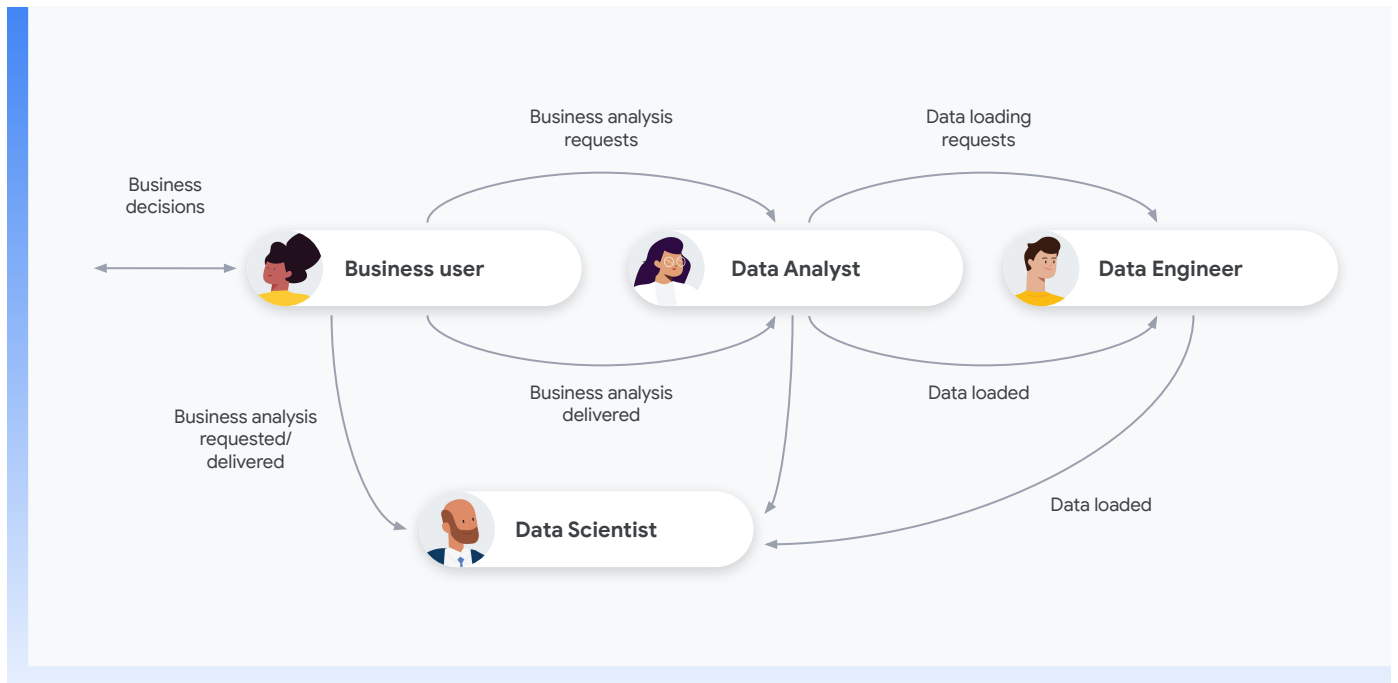 Business analysis
requests
Data loading
requests
Business
decisions
Business user
Data Analyst
Data Engineer
Business analysis
delivered
Data loaded
Business analysis
requested/
delivered
Data loaded
Data Scientist